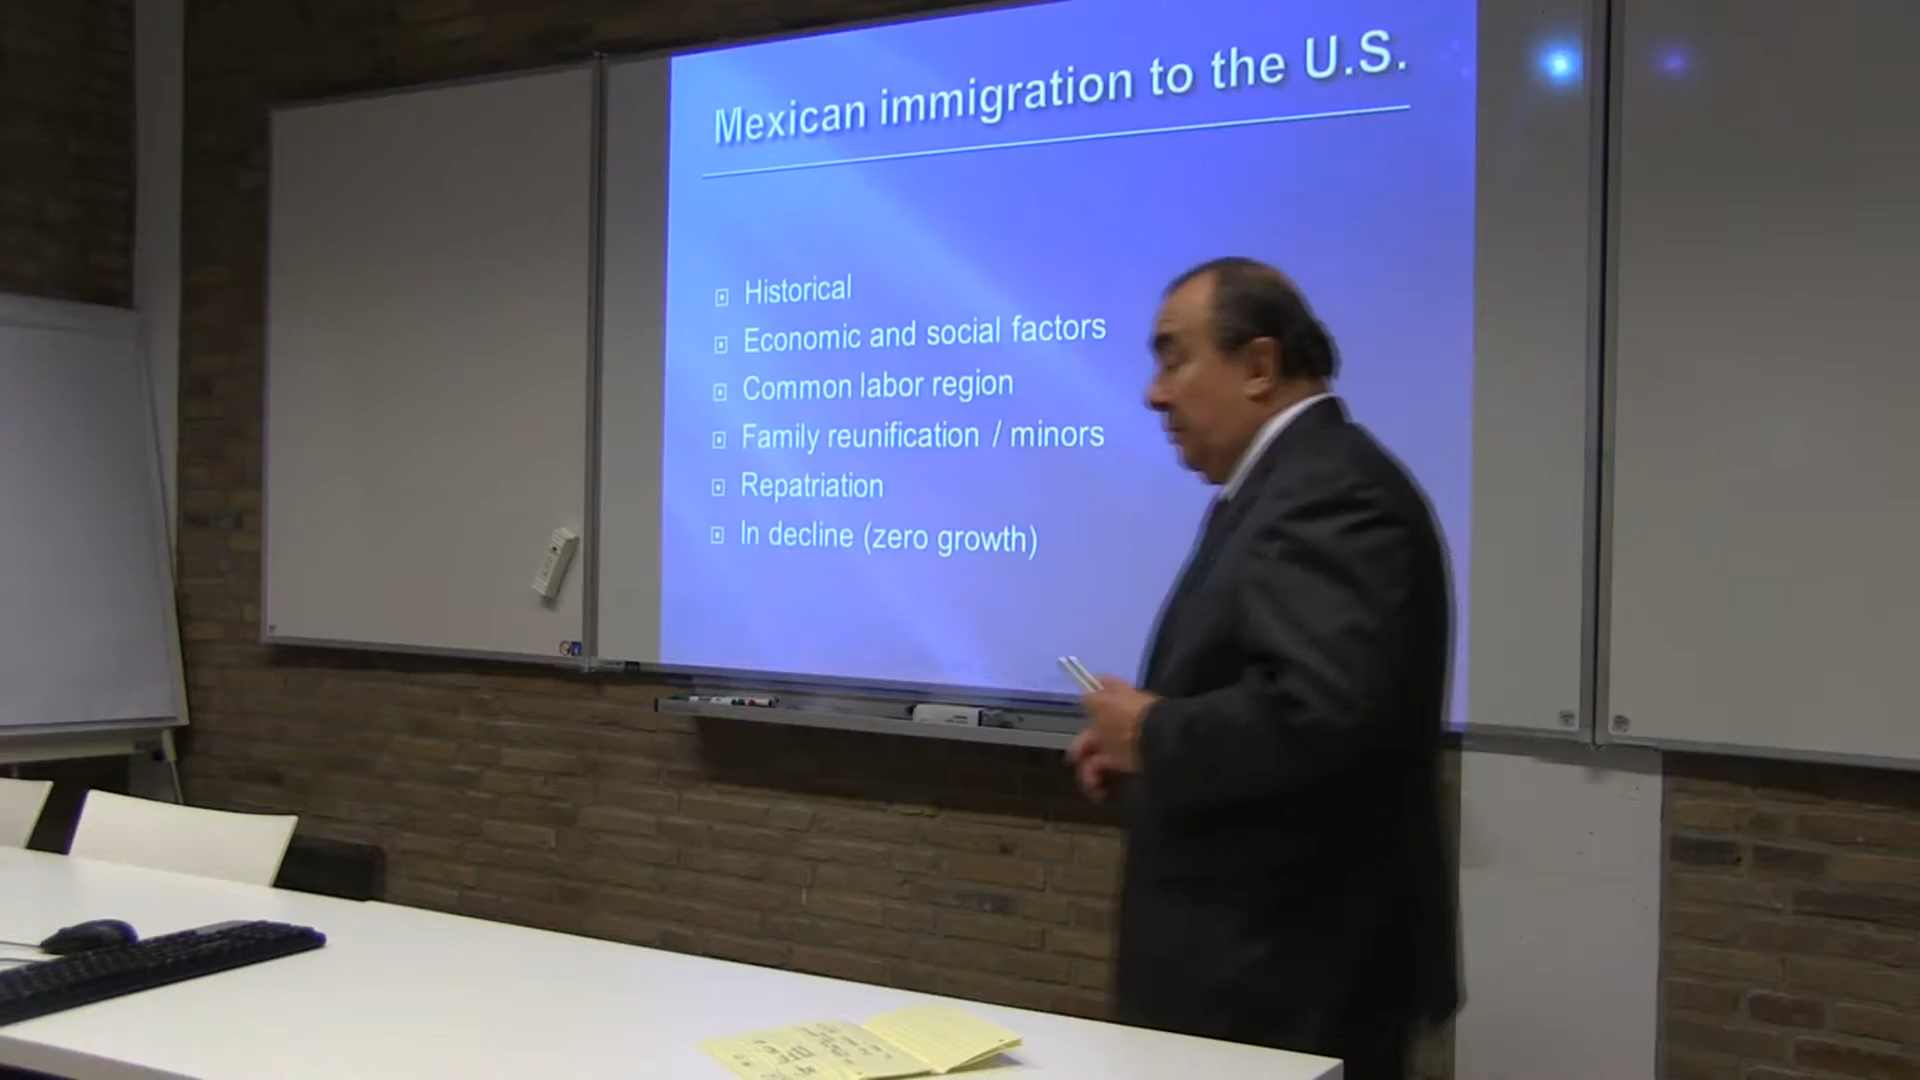 Mexican immigration to the U.S.
Historical
Economic and social factors
Common labor region
Family reunification / minors
Repatriation
In decline (zero growth)